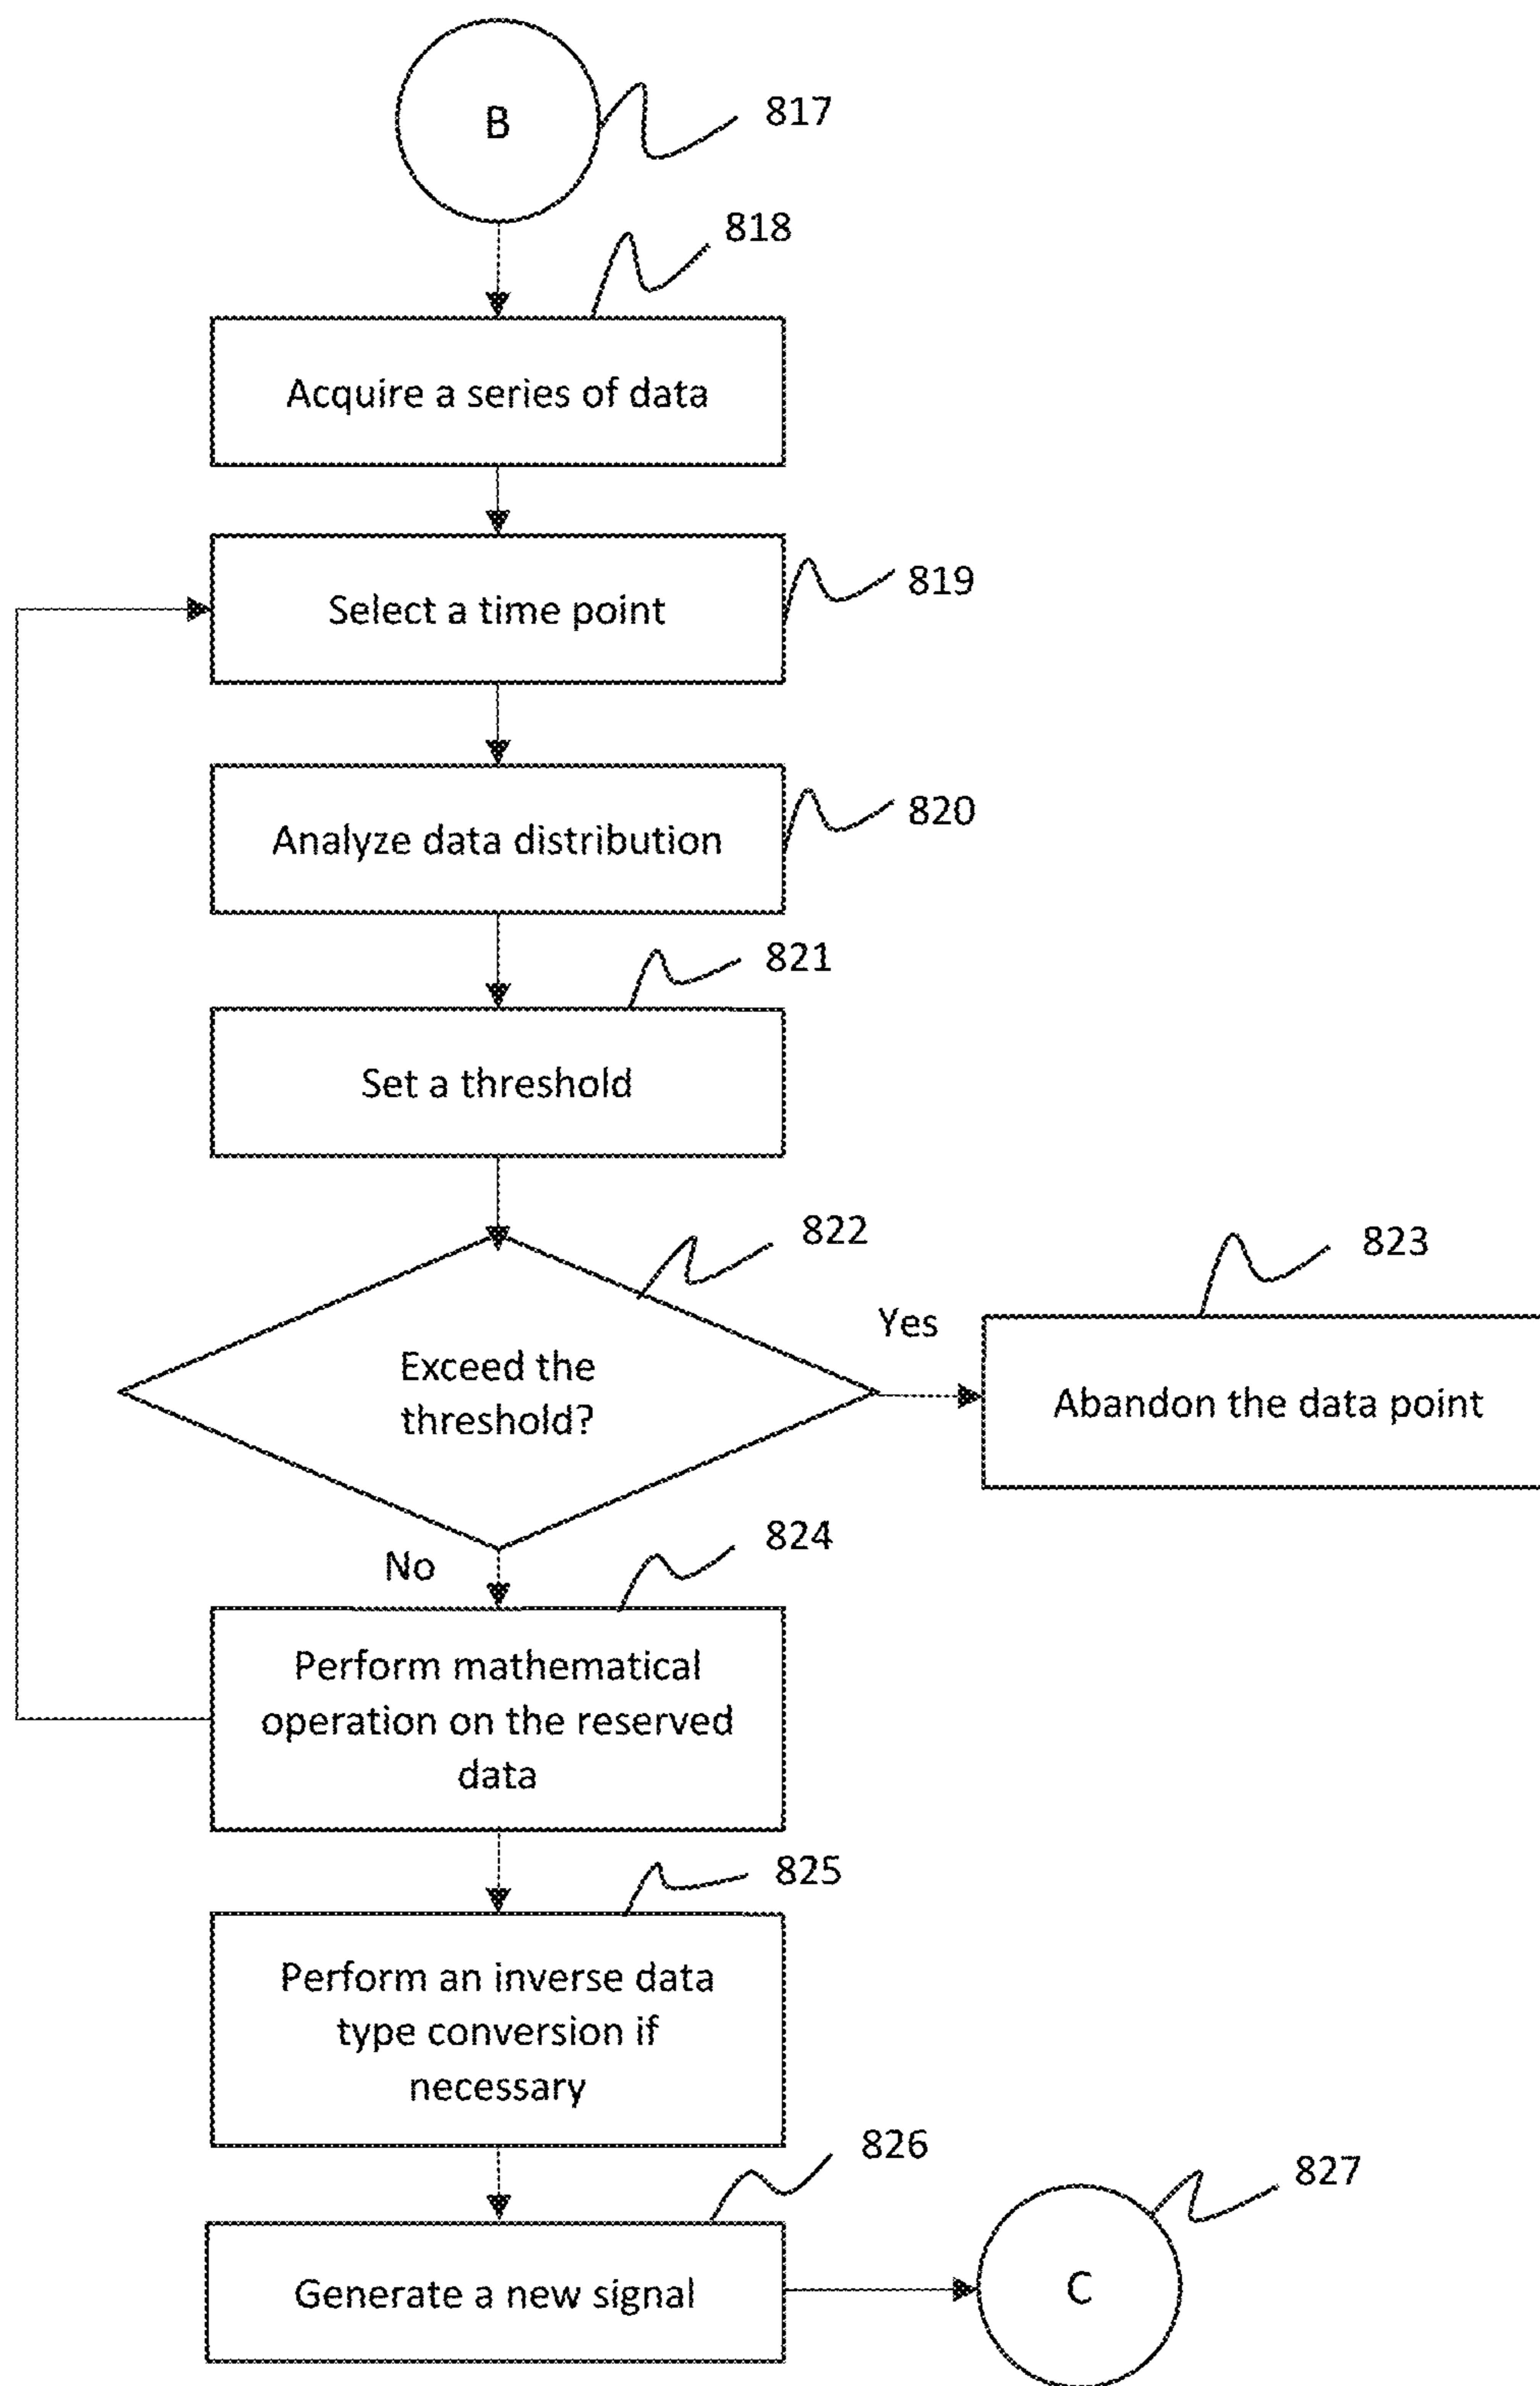 B
817
818
Acquire a series of data
819
Select a time point
820
Analyze data distribution
821
Set a threshold
822
823
Yes
Exceed the
threshold?
Abandon the data point
824
No
Perform mathematical
operation on the reserved
data
825
Perform an inverse data
type conversion if
necessary
826
827
Generate a new signal
C